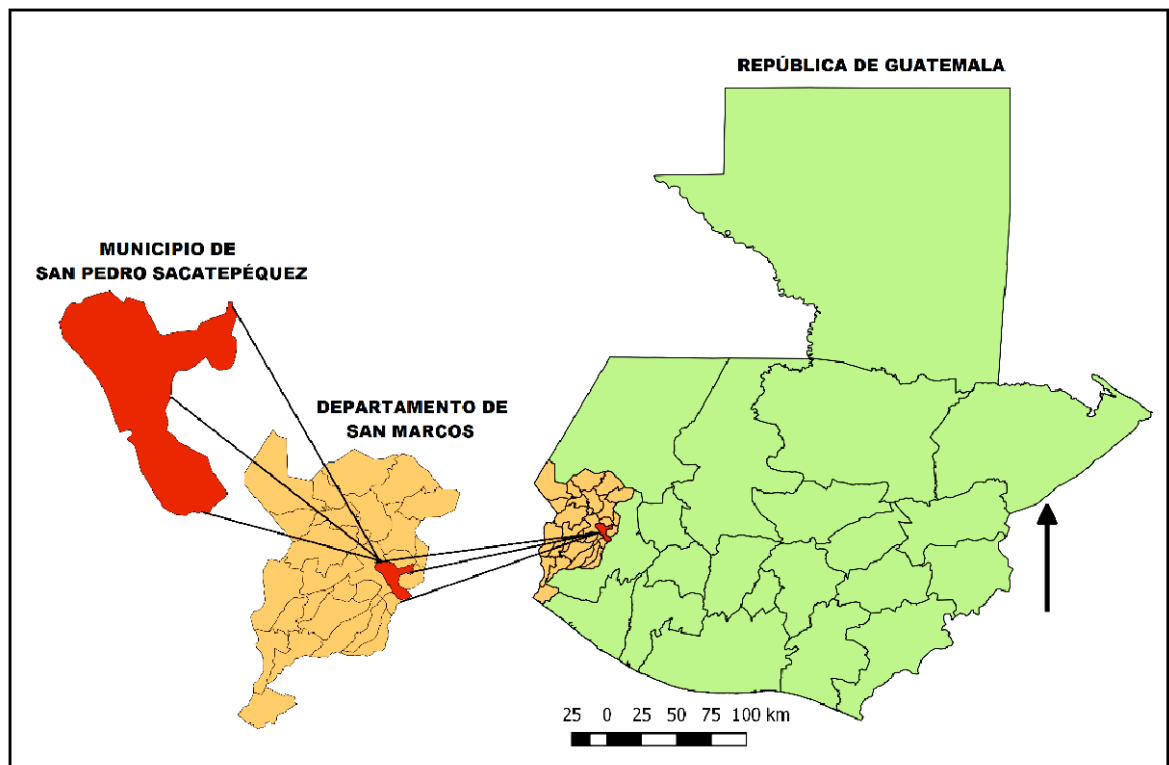 REPÚBLICA DE GUATEMALA
MUNICIPIO DE
SAN PEDRO SACATEPÉQUEZ
DEPARTAMENTO DE
SAN MARCOS
25 0 25 50 75 100 km